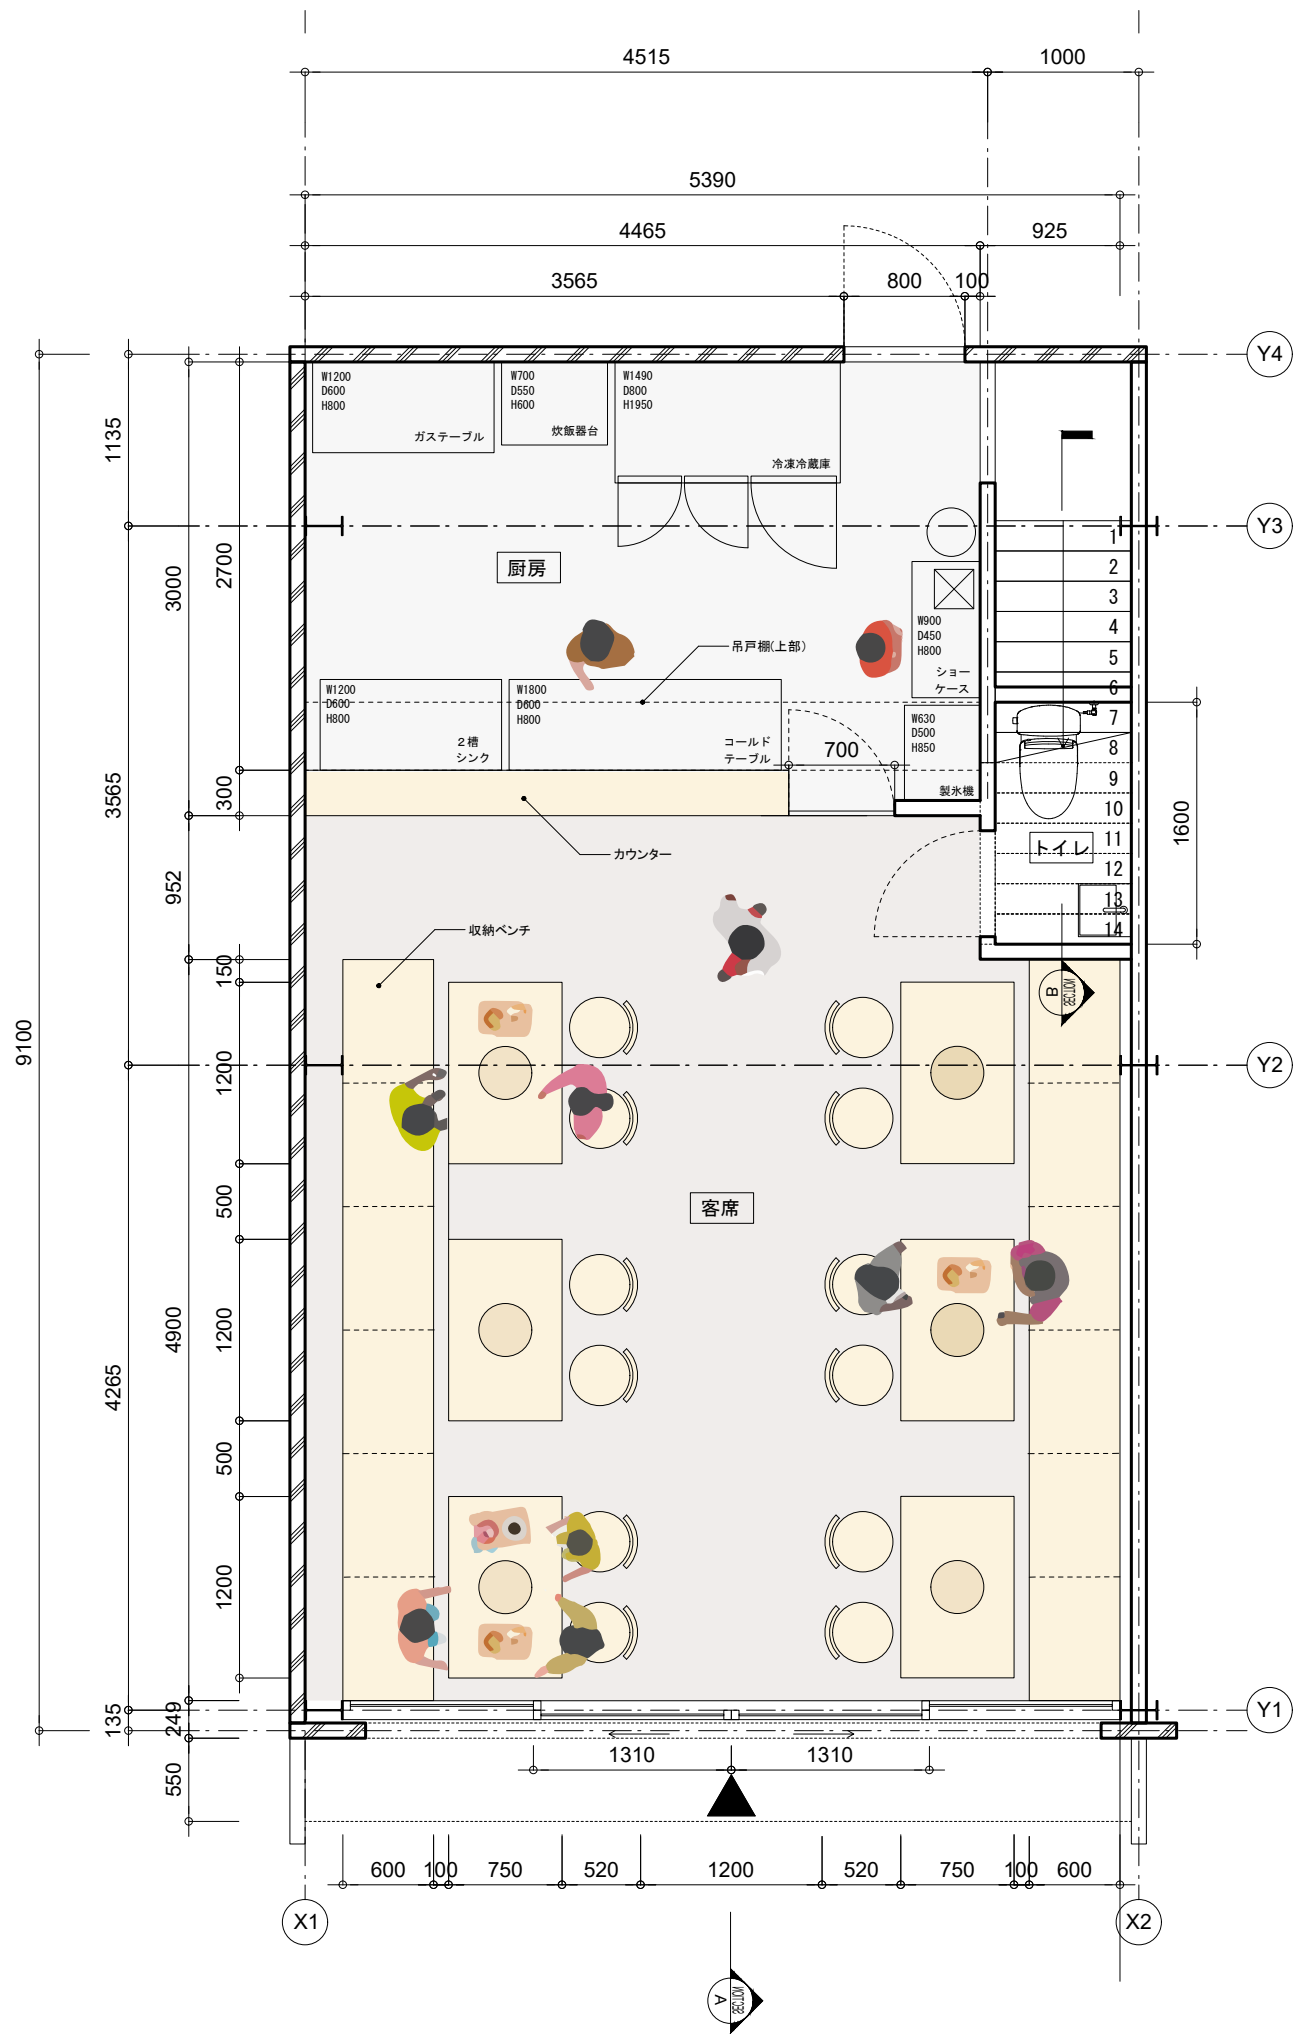 4515
1000
5390
4465
925
3565
800
100
Y4
W1200
D600
H800
ガステーブル
W700
D550
H600
炊飯器台
W1490
D800
H1950
冷凍冷蔵庫
1135
Y3
厨房
2700
3000
1
2
3
4
5
6
7
8
9
10
11
12
13
14
W900
D450
H800
ショー
ケース
吊戸棚(上部)
W1200
D600
H800
2槽
シンク
W1800
D600
H800
コールド
テーブル
700
W630
D500
H850
製氷機
3565
300
1600
トイレ
カウンター
952
収納ベンチ
150
B
SECTION
9100
1200
Y2
500
客席
4900
1200
4265
500
1200
135
249
Y1
550
1310
1310
600
100
750
520
1200
520
750
100
600
X1
X2
A
SECTION